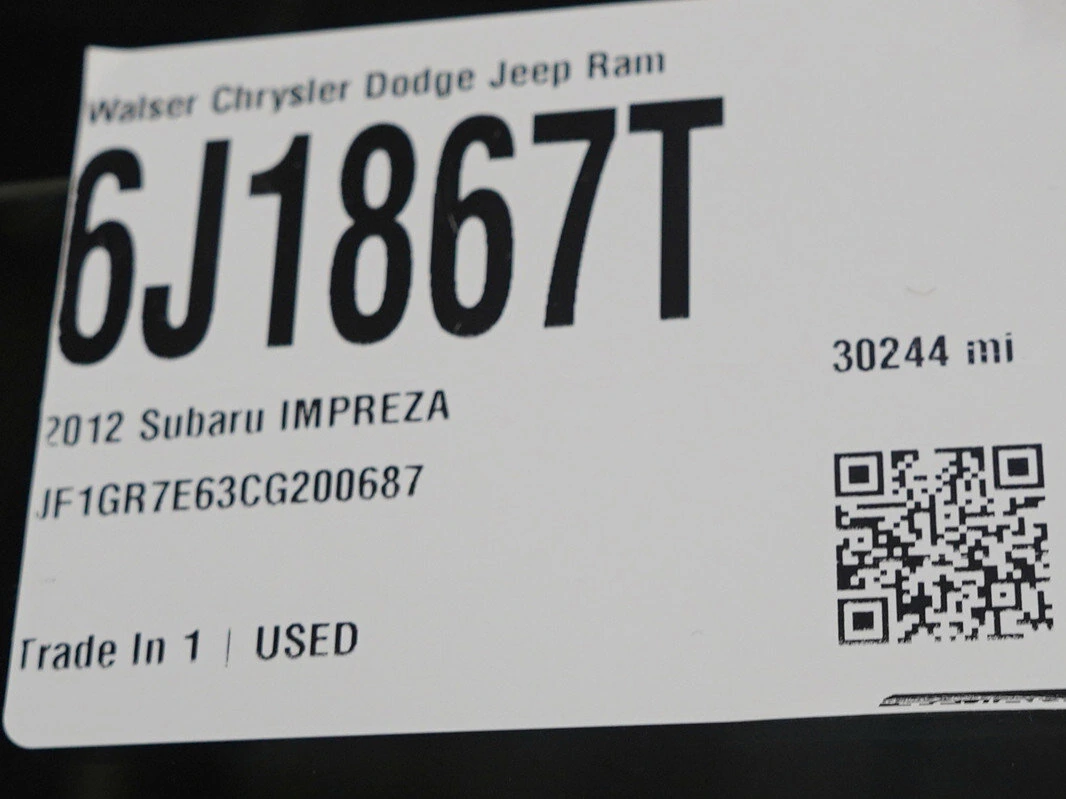 Walser Chrysler Dodge Jeep Ram
6J1867T
30244 mi
2012 Subaru IMPREZA
JF1GR7E63CG200687
Trade In 1 | USED